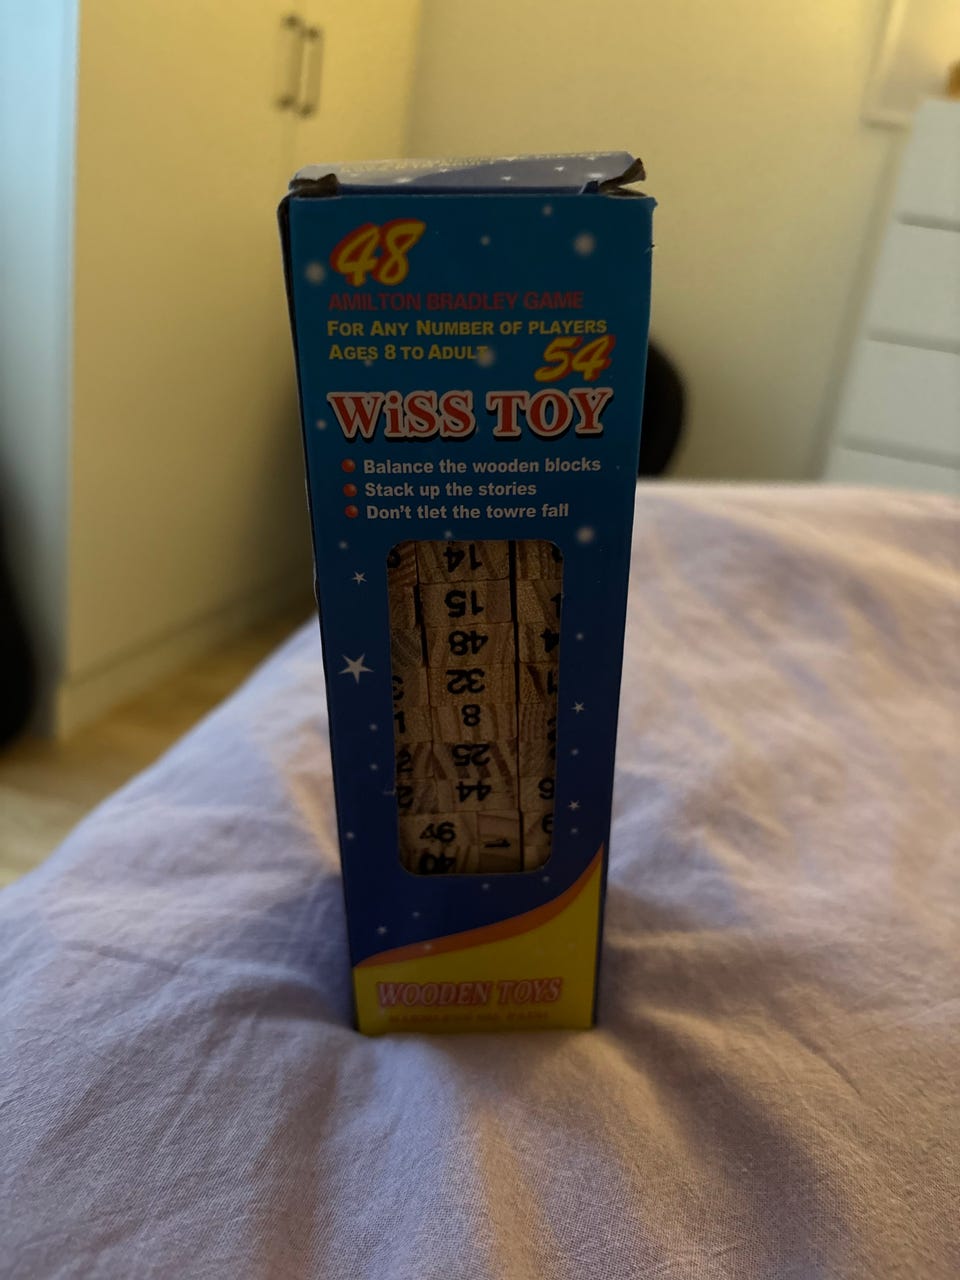 48
AMILTON BRADLEY GAME
FOR ANY NUMBER OF PLAYERS
AGES 8 TO ADULT
54
WiSS TOY
Balance the wooden blocks
Stack up the stories
Don't tlet the towre fall
14
15
48
32
8
25
44
46
1
40
WOODEN TOYS